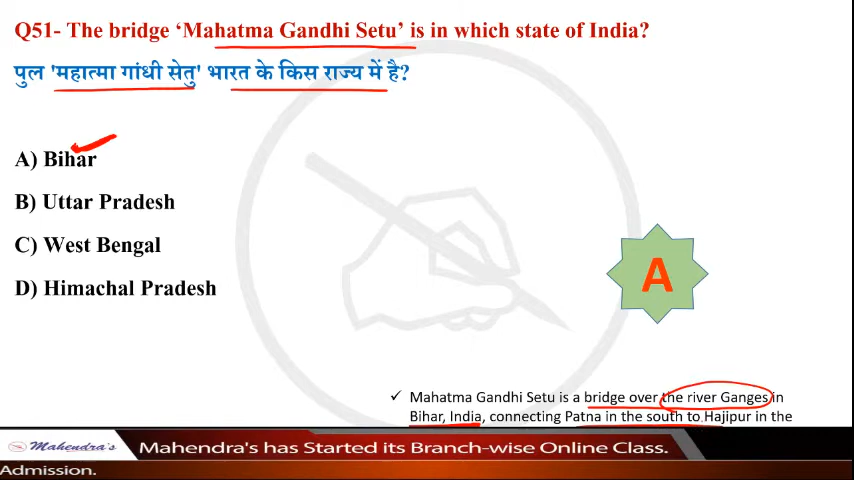 Q51- The bridge ‘Mahatma Gandhi Setu’ is in which state of India?
पुल 'महात्मा गांधी सेतु' भारत के किस राज्य में है?
A) Bihar
B) Uttar Pradesh
C) West Bengal
D) Himachal Pradesh
A
✓ Mahatma Gandhi Setu is a bridge over the river Ganges in
Bihar, India, connecting Patna in the south to Hajipur in the
Mahendra's
Mahendra's has Started its Branch-wise Online Class.
Admission.